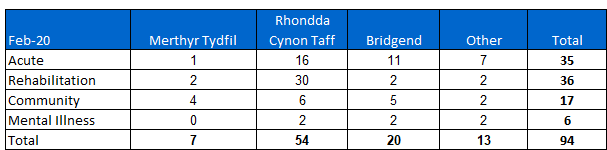 Feb-20 Merthyr Tydfil Rhondda Cynon Taff Bridgend Other Total
Acute 1 16 11 7 35
Rehabilitation 2 30 2 2 36
Community 4 6 5 2 17
Mental Illness 0 2 2 2 6
Total 7 54 20 13 94